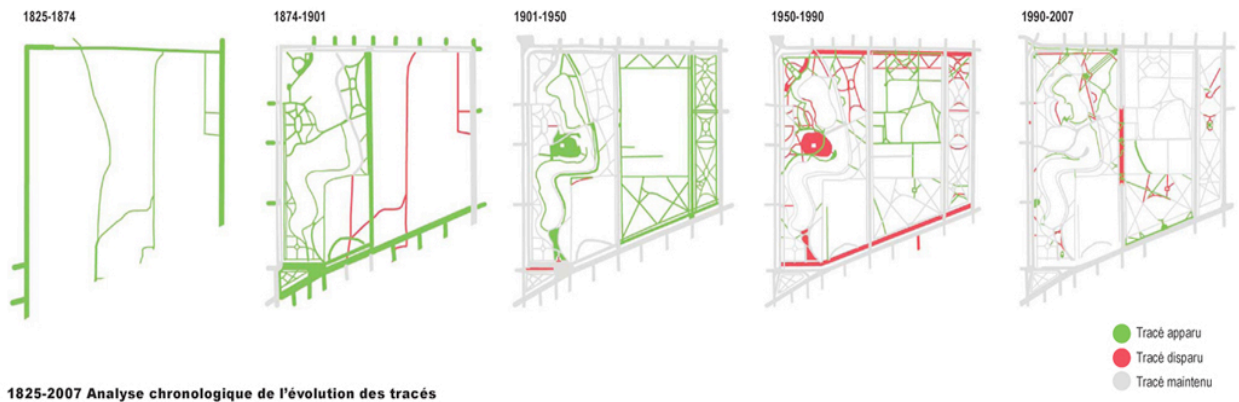 1825-1874
1874-1901
1901-1950
1950-1990
1990-2007
Tracé apparu
Tracé disparu
Tracé maintenu
1825-2007 Analyse chronologique de l'évolution des tracés